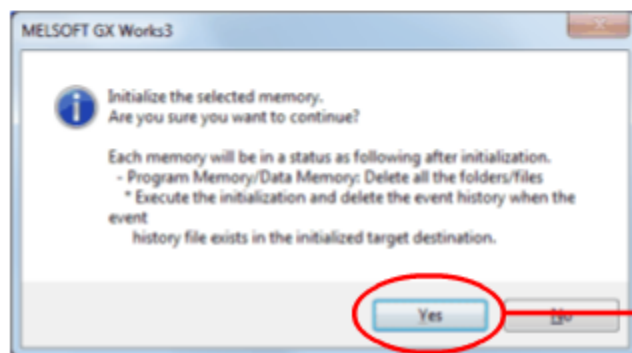 MELSOFT GX Works3
Initialize the selected memory.
Are you sure you want to continue?
Each memory will be in a status as following after initialization.
- Program Memory/Data Memory: Delete all the folders/files
* Execute the initialization and delete the event history when the
event
history file exists in the initialized target destination.
Yes
No